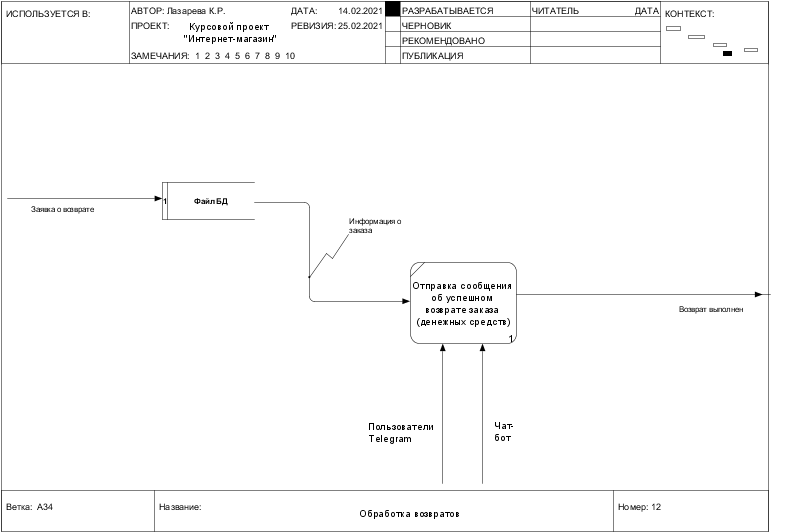 ИСПОЛЬЗУЕТСЯ В:
АВТОР: Лазарева К.Р.
ДАТА: 14.02.2021
ПРОЕКТ: Курсовой проект
"Интернет-магазин"
РЕВИЗИЯ: 25.02.2021
ЗАМЕЧАНИЯ: 1 2 3 4 5 6 7 8 9 10
РАЗРАБАТЫВАЕТСЯ
ЧЕРНОВИК
РЕКОМЕНДОВАНО
ПУБЛИКАЦИЯ
ЧИТАТЕЛЬ
ДАТА
КОНТЕКСТ:
1
Файл БД
Заявка о возврате
Информация о
заказа
Отправка сообщения
об успешном
возврате заказа
(денежных средств)
1
Возврат выполнен
Пользователи
Telegram
Чат-
бот
Ветка: A34
Название:
Обработка возвратов
Номер: 12